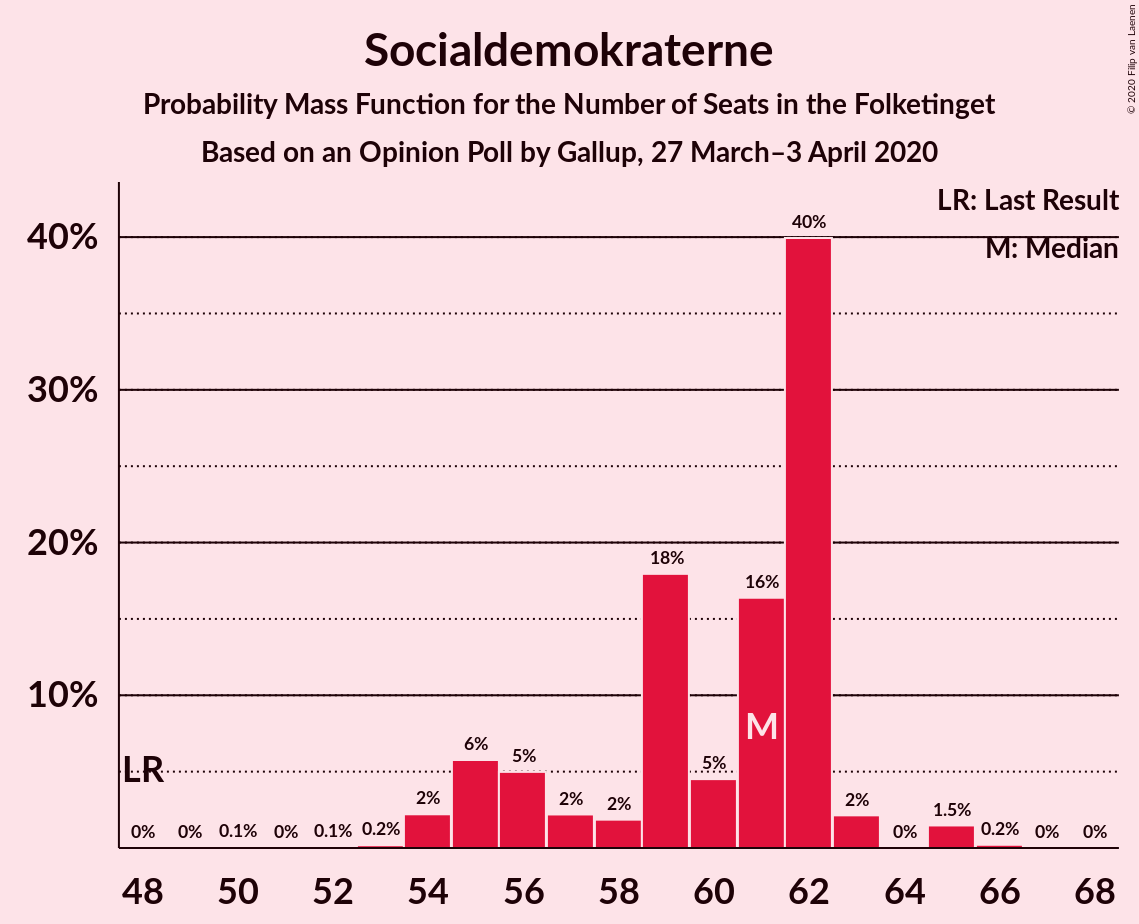 Socialdemokraterne
Probability Mass Function for the Number of Seats in the Folketinget
Based on an Opinion Poll by Gallup, 27 March–3 April 2020
© 2020 Filip van Laenen
LR: Last Result
M: Median
40%
30%
20%
10%
LR
0% 0% 0.1% 0% 0.1% 0.2% 2% 6% 5% 2% 2% 18% 5% 16% 40% 2% 0% 1.5% 0.2% 0% 0%
M
48 50 52 54 56 58 60 62 64 66 68